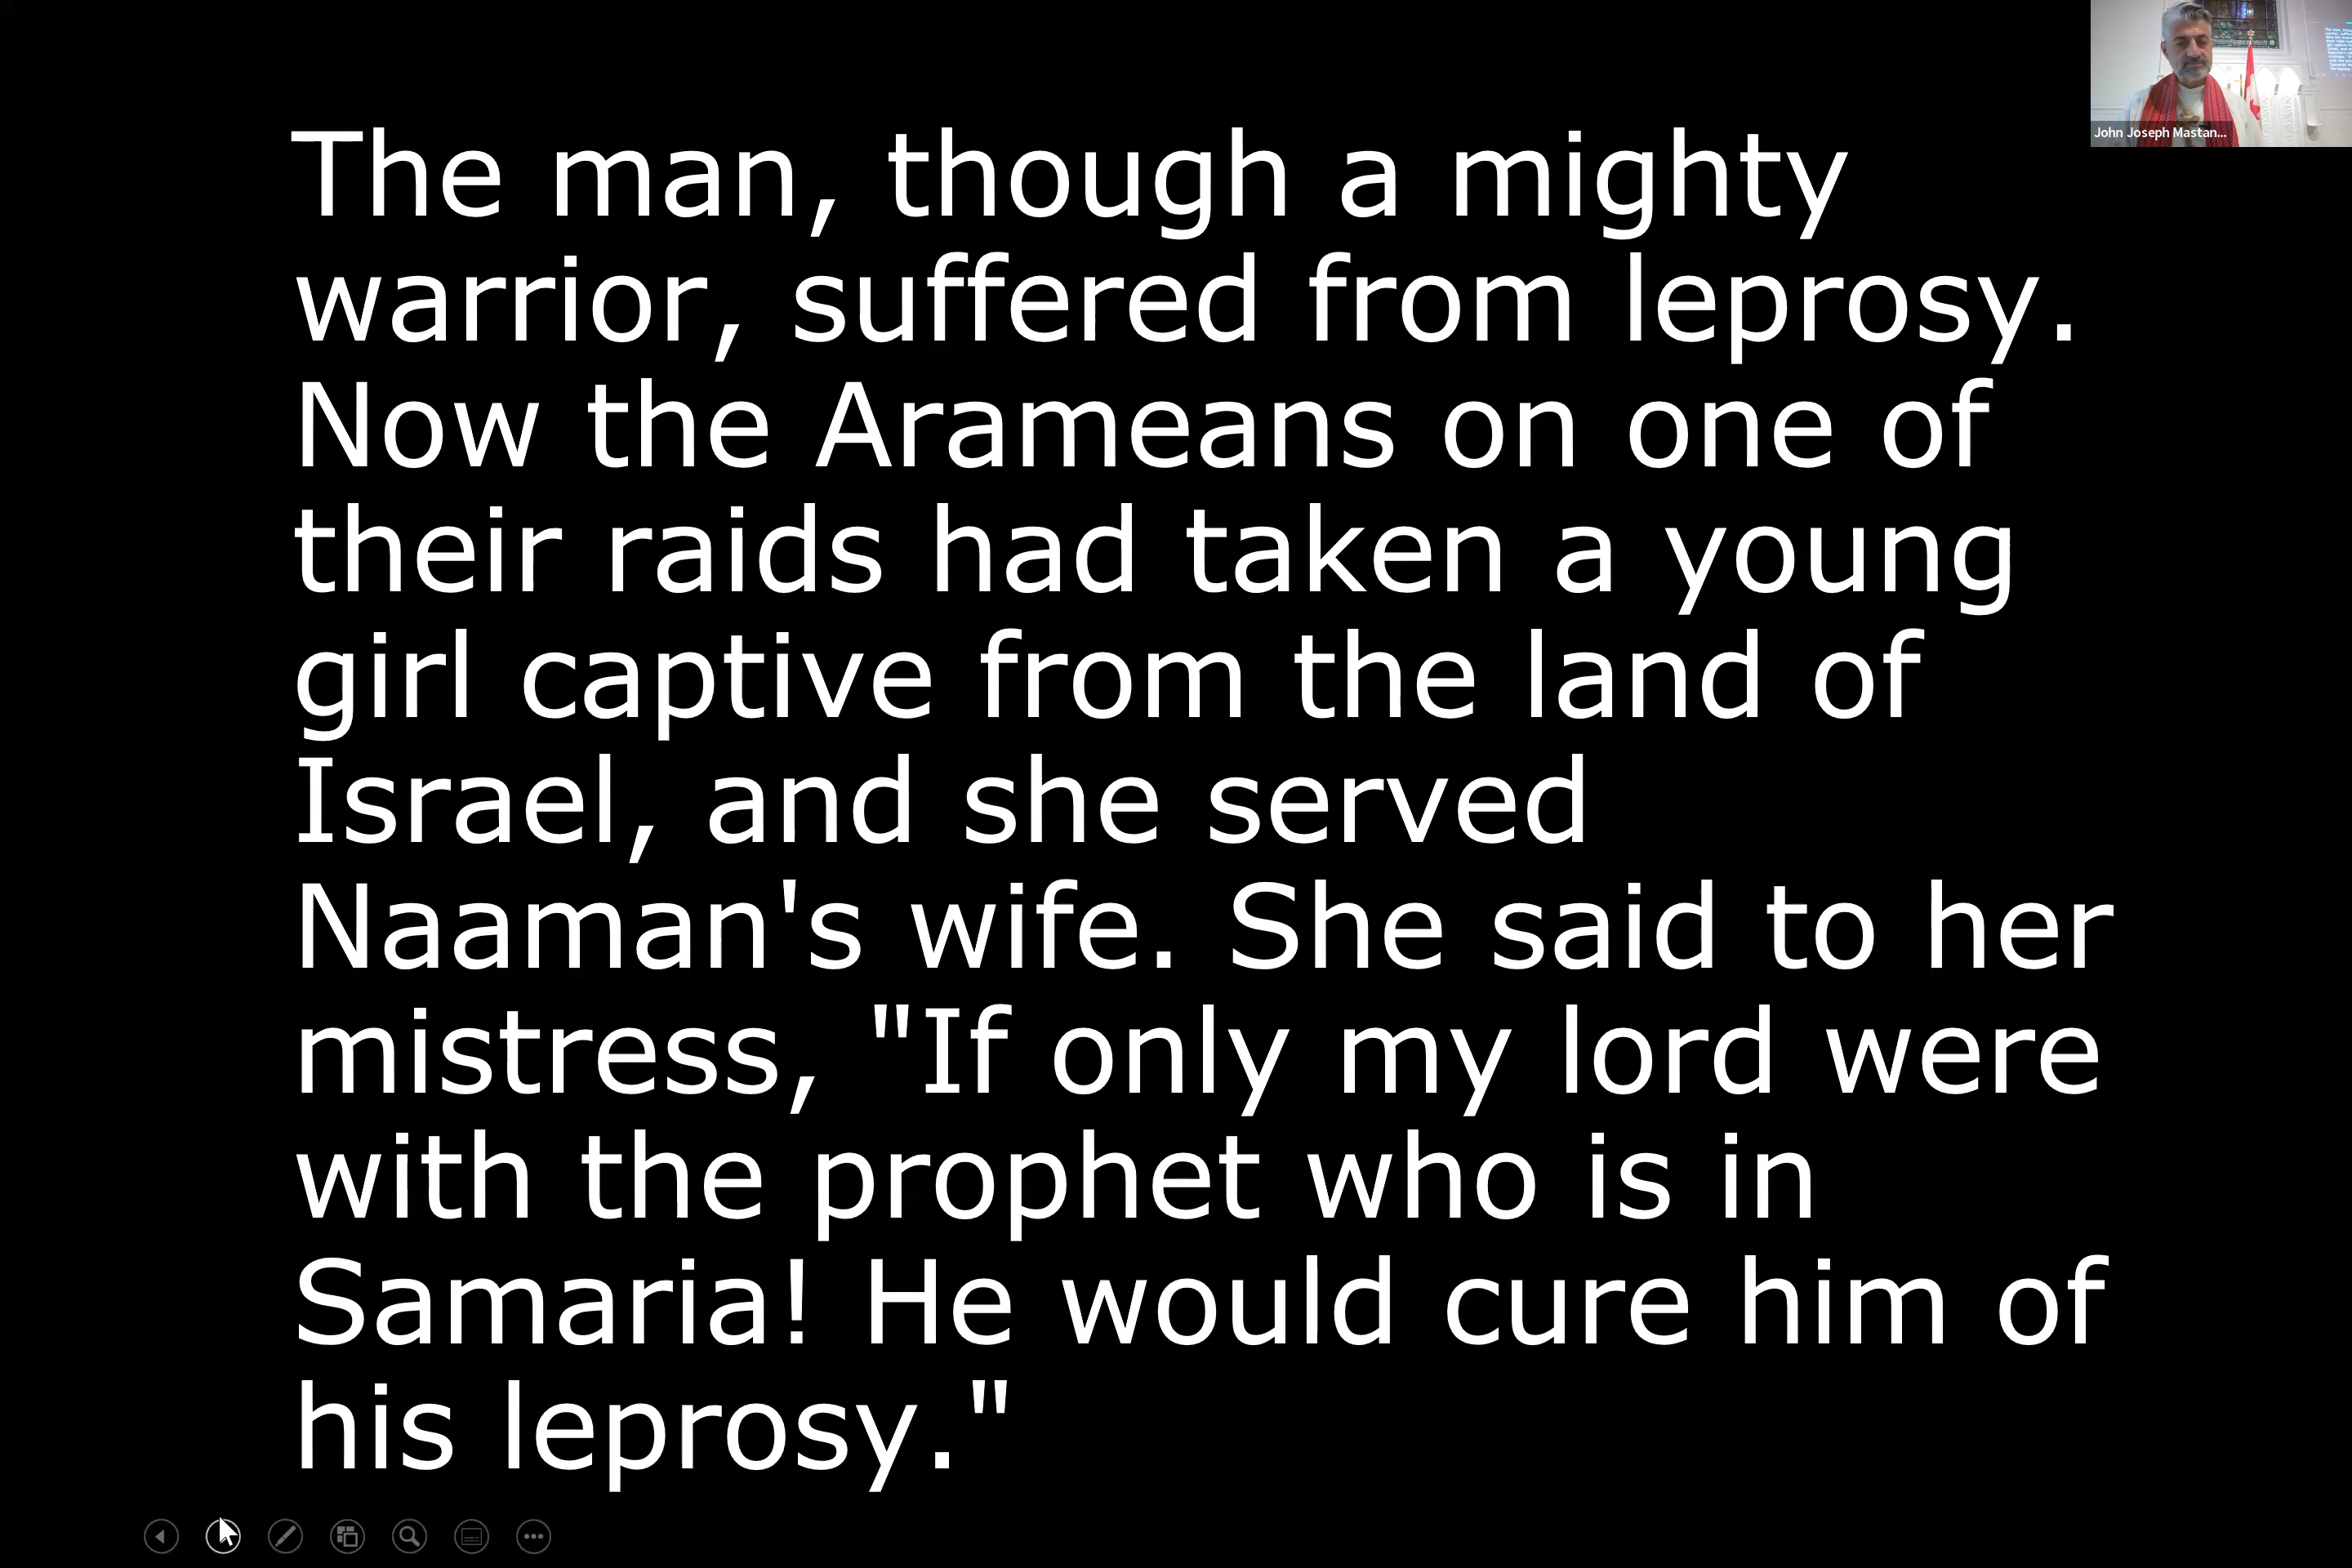 The man, though a mighty
warrior, suffered from leprosy.
Now the Arameans on one of
their raids had taken a young
girl captive from the land of
Israel, and she served
Naaman's wife. She said to her
mistress, "If only my lord were
with the prophet who is in
Samaria! He would cure him of
his leprosy."
John Joseph Mastan...